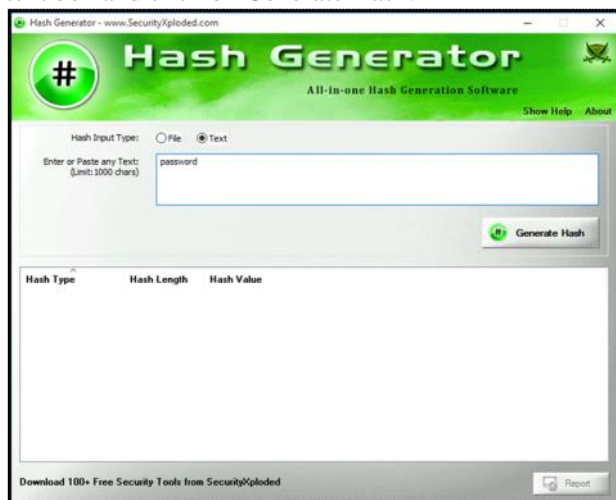 Hash Generator - www.SecurityXploded.com
#
Hash Generator
All-in-one Hash Generation Software
Show Help About
Hash Input Type: File Text
Enter or Paste any Text: password
(Limit: 1000 chars)
# Generate Hash
Hash Type Hash Length Hash Value
Download 100+ Free Security Tools from SecurityXploded
Report